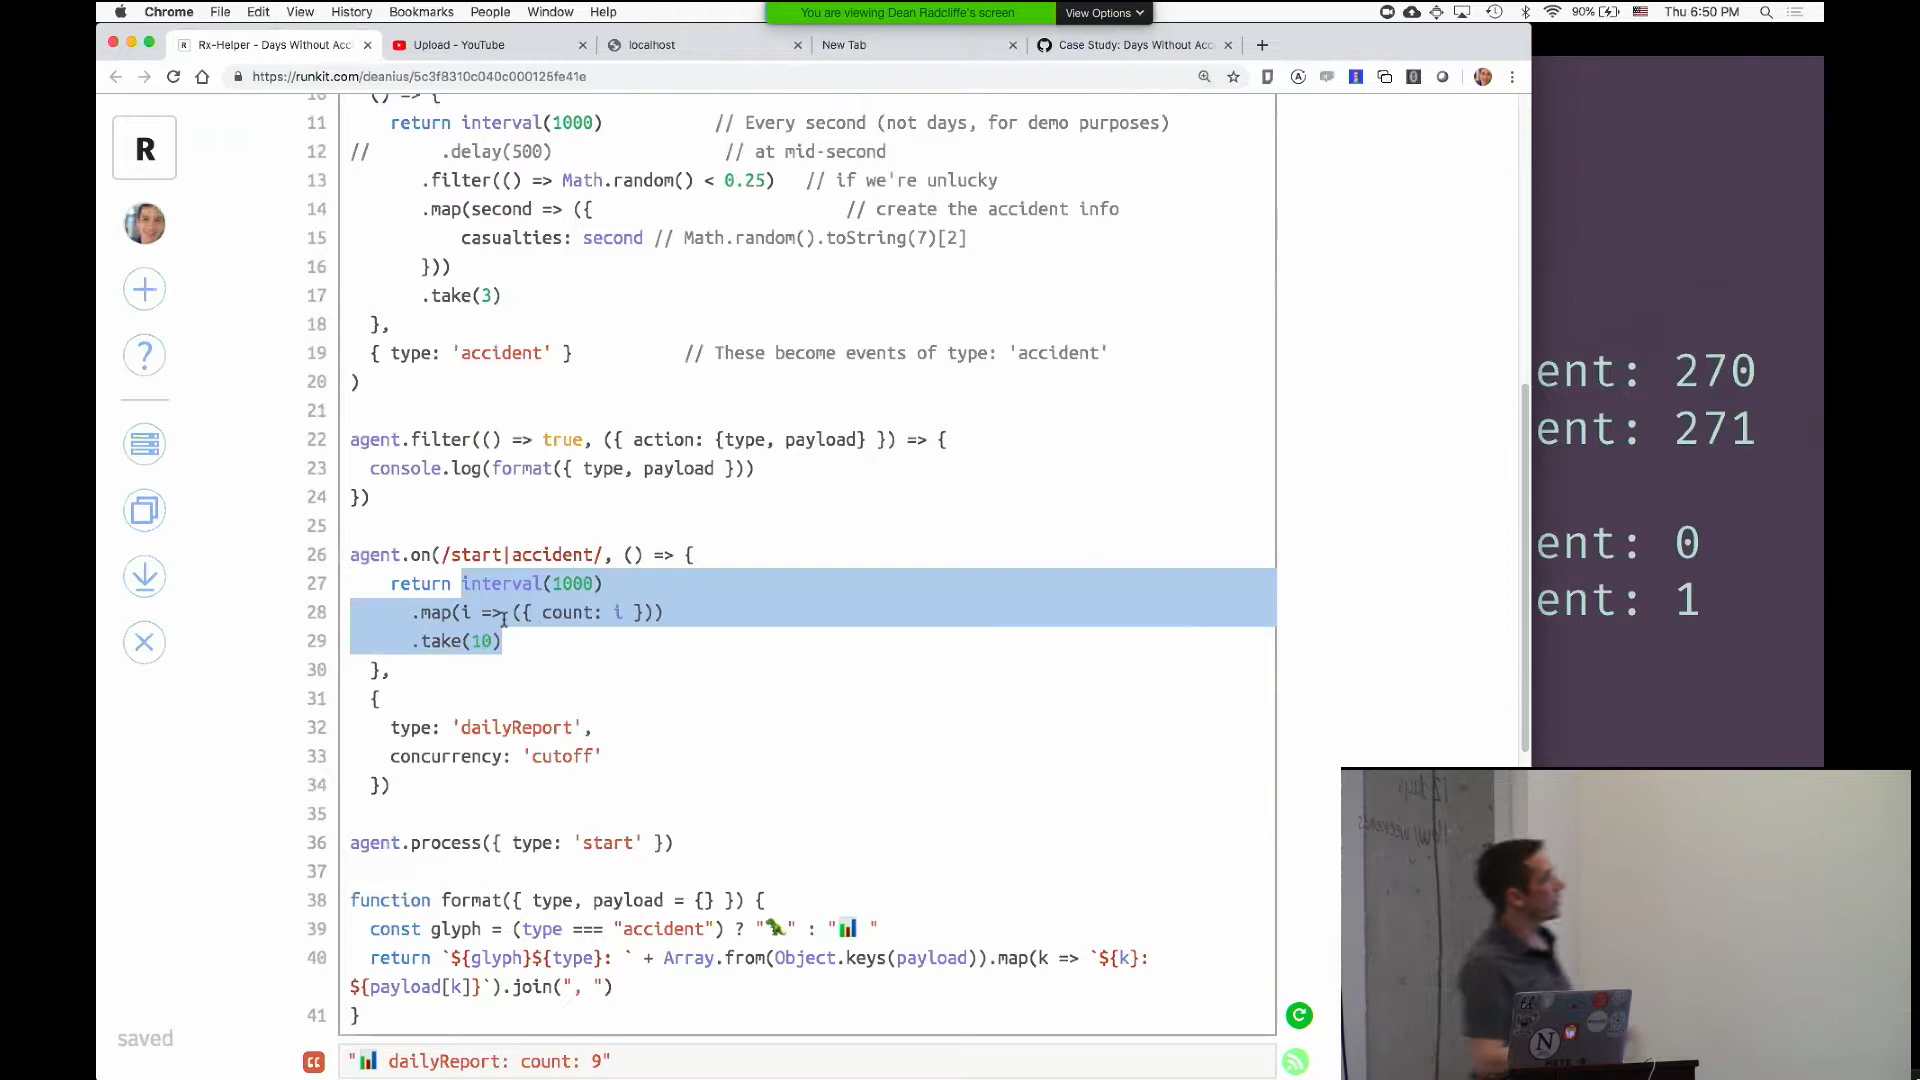 Chrome File Edit View History Bookmarks People Window Help
You are viewing Dean Radcliffe's screen
View Options
90%
Thu 6:50 PM
Rx-Helper - Days Without Acc
Upload - YouTube
localhost
New Tab
Case Study: Days Without Acc
https://runkit.com/deanius/5c3f8310c040c000125fe41e
R
10 () => {
11 return interval(1000) // Every second (not days, for demo purposes)
12 // .delay(500) // at mid-second
13 .filter(() => Math.random() < 0.25) // if we're unlucky
14 .map(second => ({ // create the accident info
15 casualties: second // Math.random().toString(7)[2]
16 }))
17 .take(3)
18 },
19 { type: 'accident' } // These become events of type: 'accident'
20 )
21
22 agent.filter(() => true, ({ action: {type, payload} }) => {
23 console.log(format({ type, payload }))
24 })
25
26 agent.on(/start|accident/, () => {
27 return interval(1000)
28 .map(i => ({ count: i }))
29 .take(10)
30 },
31 {
32 type: 'dailyReport',
33 concurrency: 'cutoff'
34 })
35
36 agent.process({ type: 'start' })
37
38 function format({ type, payload = {} }) {
39 const glyph = (type === "accident") ? "🦖" : "📊 "
40 return `${glyph}${type}: ` + Array.from(Object.keys(payload)).map(k => `${k}:
${payload[k]}`).join(", ")
41 }
saved
"📊 dailyReport: count: 9"
ent: 270
ent: 271
ent: 0
ent: 1
12 days
N